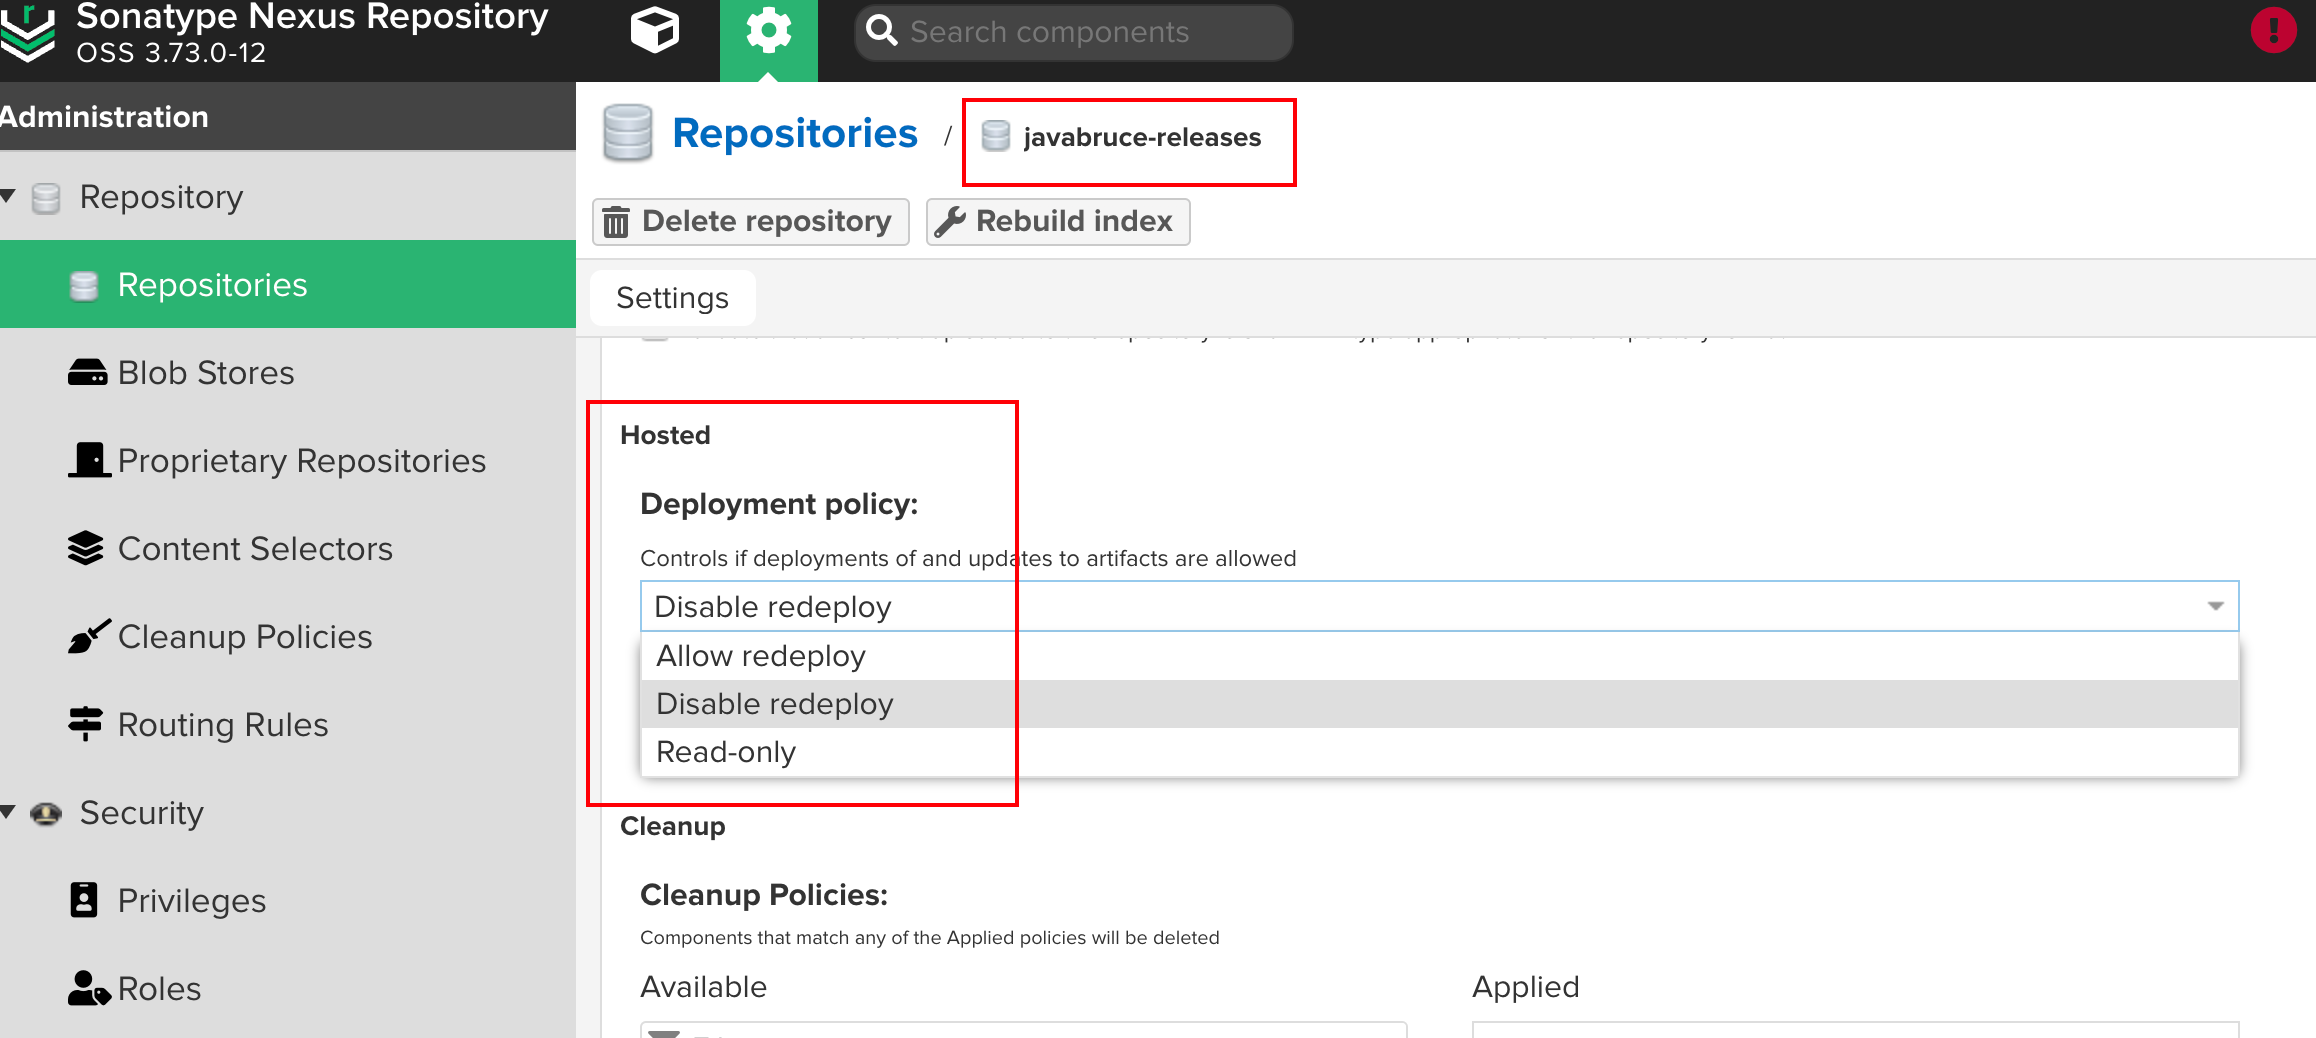 Sonatype Nexus Repository
OSS 3.73.0-12
Search components
Administration
Repositories / javabruce-releases
Repository
Delete repository Rebuild index
Repositories
Settings
Blob Stores
Proprietary Repositories
Content Selectors
Cleanup Policies
Routing Rules
Security
Privileges
Roles
Hosted
Deployment policy:
Controls if deployments of and updates to artifacts are allowed
Disable redeploy
Allow redeploy
Disable redeploy
Read-only
Cleanup
Cleanup Policies:
Components that match any of the Applied policies will be deleted
Available Applied